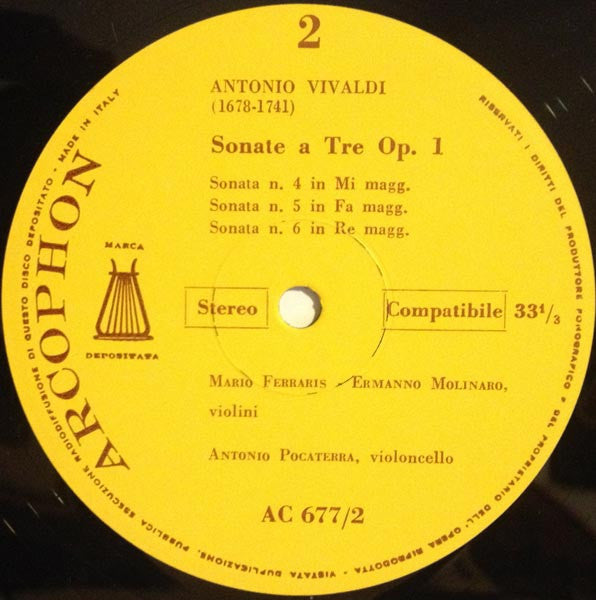 2
ANTONIO VIVALDI
(1678-1741)
Sonate a Tre Op. 1
Sonata n. 4 in Mi magg.
Sonata n. 5 in Fa magg.
Sonata n. 6 in Re magg.
ARCOPHON
MARCA
DEPOSITATA
Stereo
Compatibile 33 1/3
MARIO FERRARIS - ERMANNO MOLINARO,
violini
ANTONIO POCATERRA, violoncello
AC 677/2
RISERVATI I DIRITTI DEL PRODUTTORE FONOGRAFICO E DEL PROPRIETARIO DELL'OPERA RIPRODOTTA - VIETATA DUPLICAZIONE, PUBBLICA ESECUZIONE RADIODIFFUSIONE DI QUESTO DISCO DEPOSITATO - MADE IN ITALY